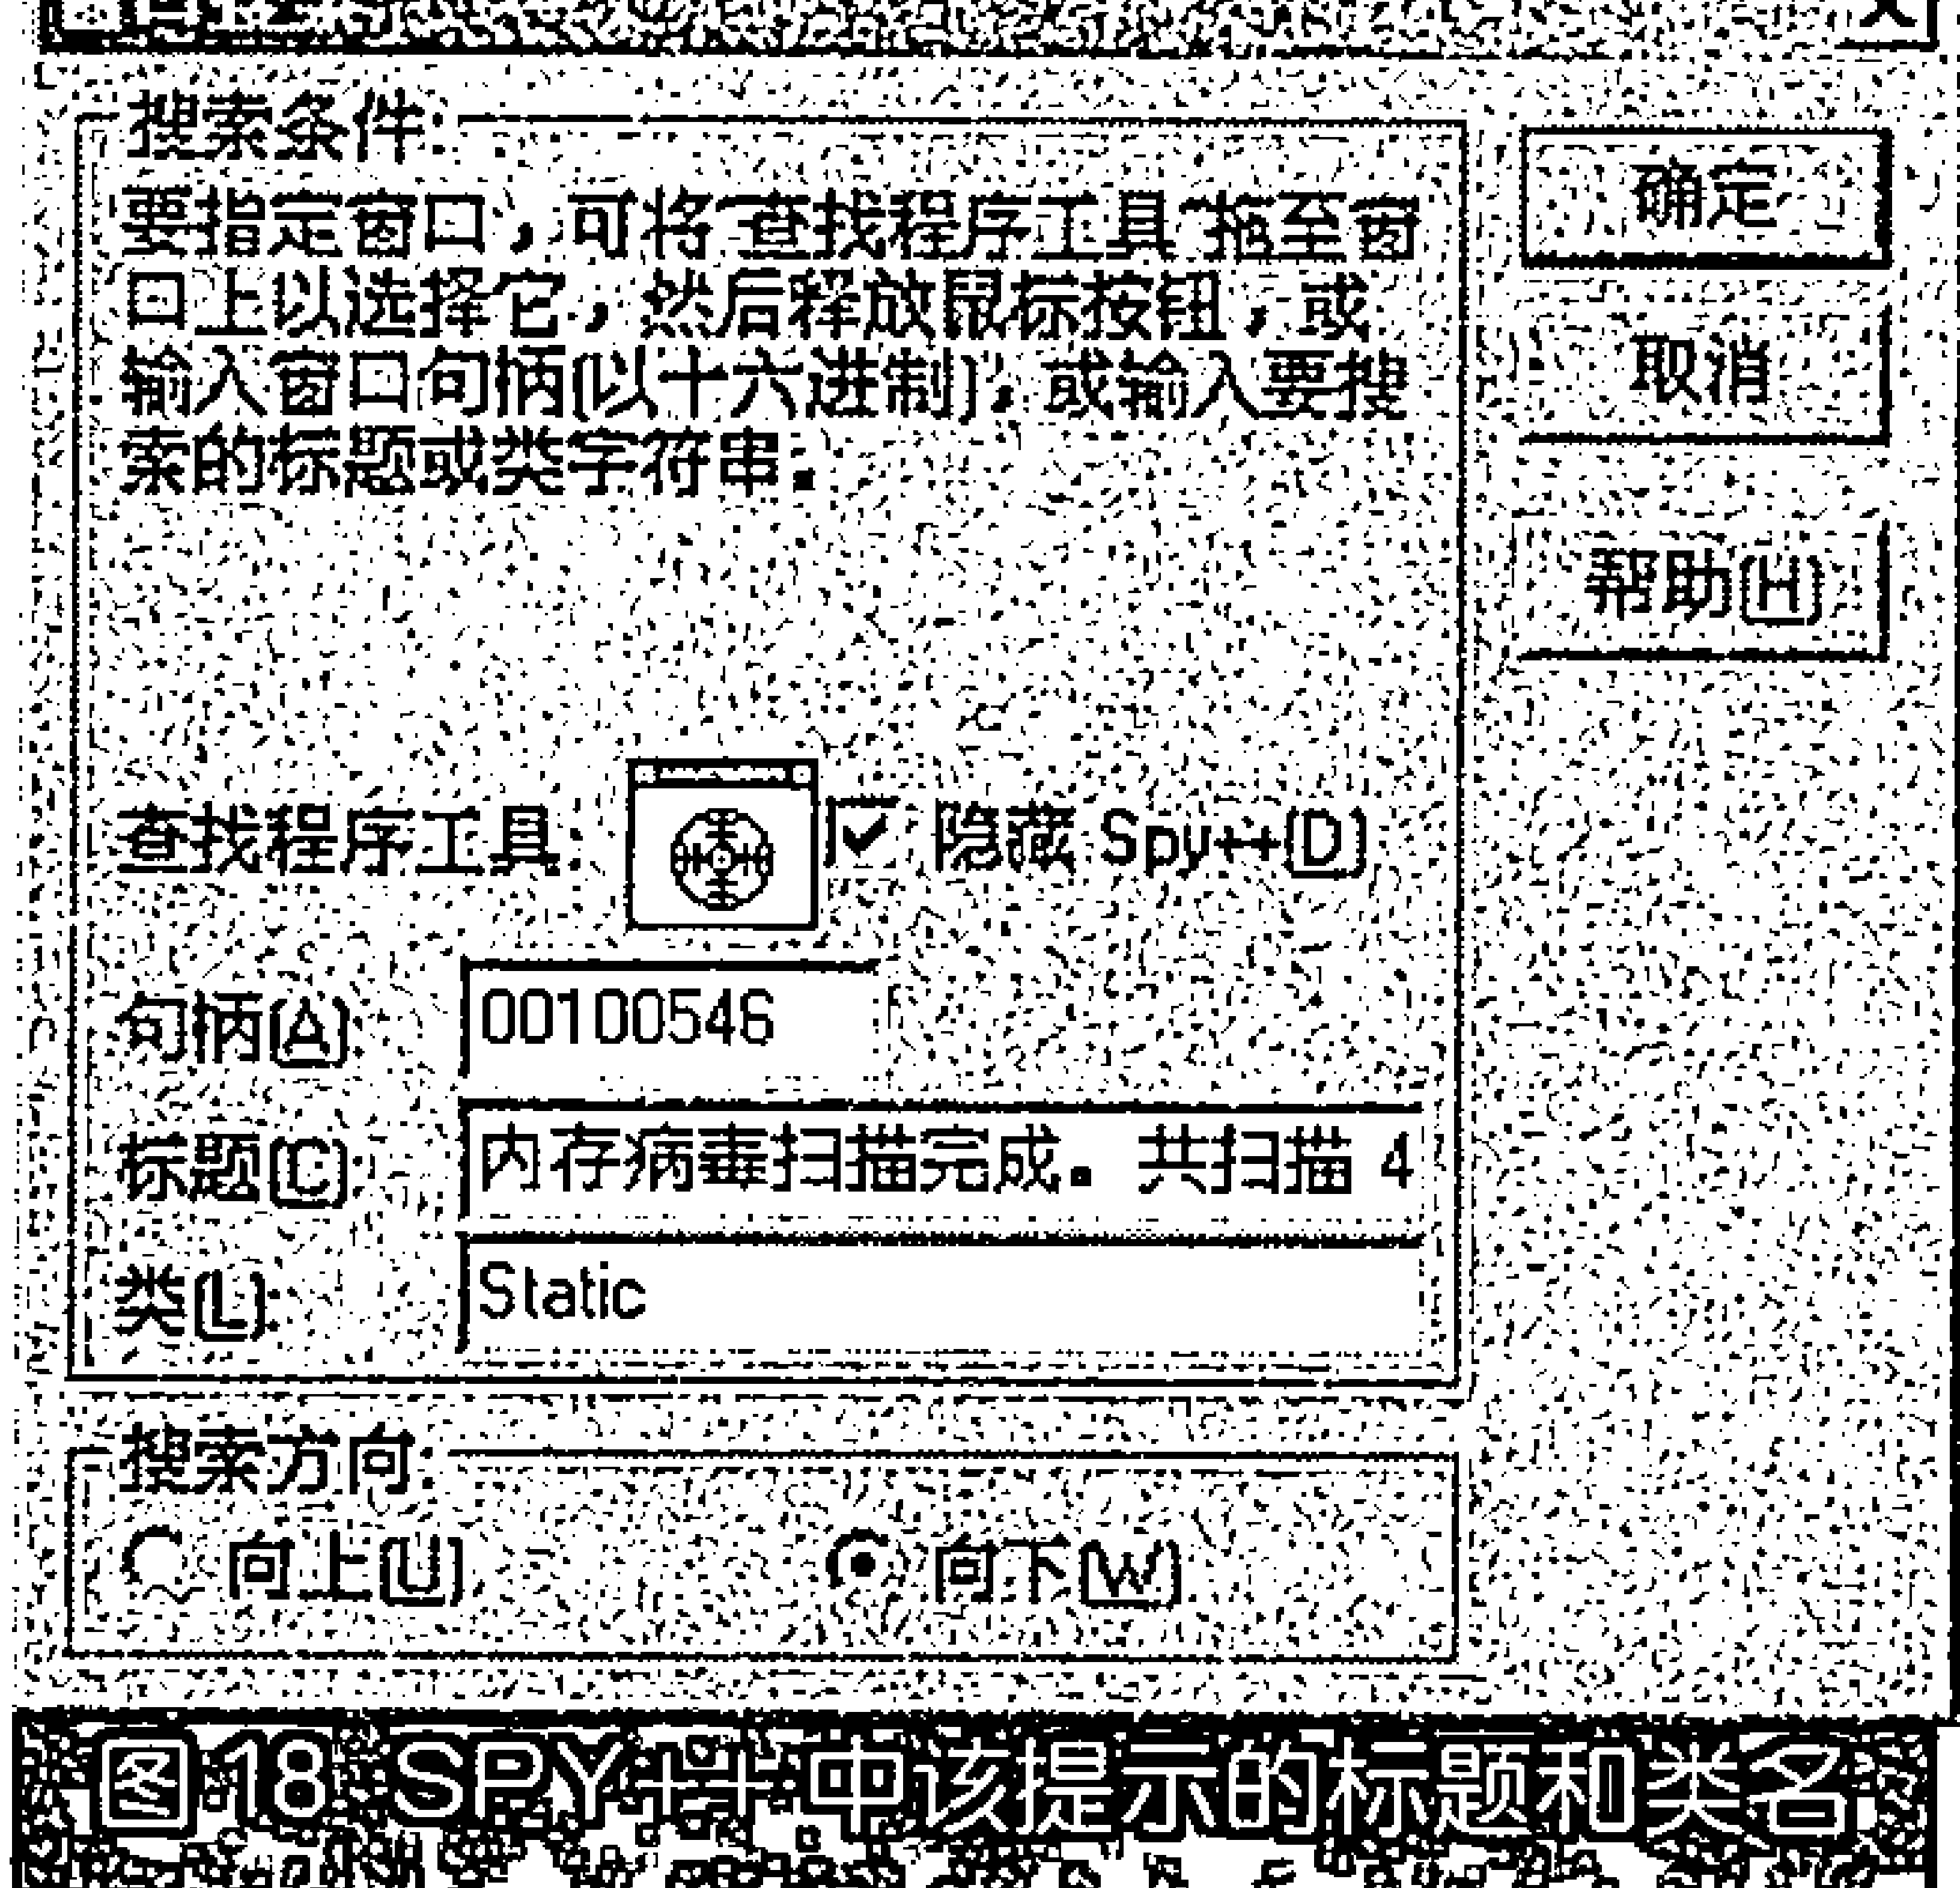 搜索条件:
要指定窗口，可将"查找程序工具"拖至窗
口上以选择它，然后释放鼠标按钮，或
输入窗口句柄(以十六进制)，或输入要搜
索的标题或类字符串。
确定
取消
帮助(H)
查找程序工具: 隐藏 Spy++(D)
句柄(A): 00100546
标题(C): 内存病毒扫描完成。共扫描 4
类(L): Static
搜索方向:
向上(U) 向下(W)
图 18 SPY++ 中该提示的标题和类名